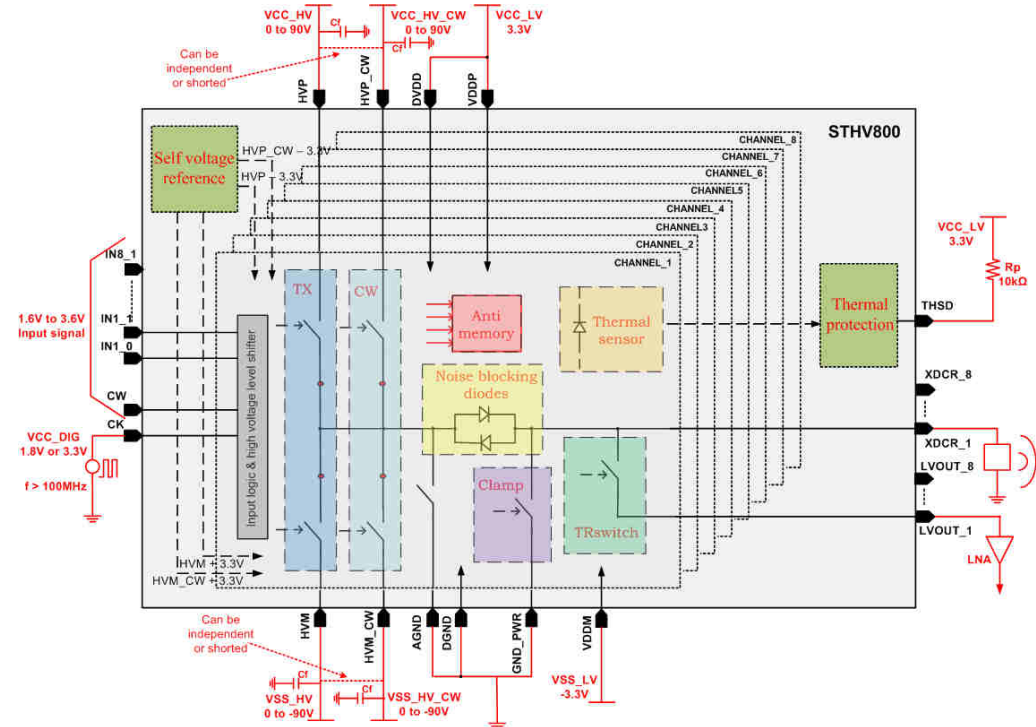 VCC_HV
0 to 90V
Cf
VCC_HV_CW
0 to 90V
Cf
VCC_LV
3.3V
Can be
independent
or shorted
HVP
HVP_CW
DVDD
VDDP
STHV800
Self voltage
reference
HVP_CW – 3.3V
HVP – 3.3V
CHANNEL_8
CHANNEL_7
CHANNEL_6
CHANNEL5
CHANNEL_4
CHANNEL3
CHANNEL_2
CHANNEL_1
IN8_1
IN1_1
IN1_0
CW
CK
1.6V to 3.6V
Input signal
VCC_DIG
1.8V or 3.3V
f > 100MHz
Input logic & high voltage level shifter
TX
CW
Anti
memory
Thermal
sensor
Thermal
protection
Noise blocking
diodes
Clamp
TRswitch
VCC_LV
3.3V
Rp
10kΩ
THSD
XDCR_8
XDCR_1
LVOUT_8
LVOUT_1
LNA
HVM + 3.3V
HVM_CW + 3.3V
HVM
HVM_CW
AGND
DGND
GND_PWR
VDDM
Can be
independent
or shorted
Cf
VSS_HV
0 to -90V
Cf
VSS_HV_CW
0 to -90V
VSS_LV
-3.3V